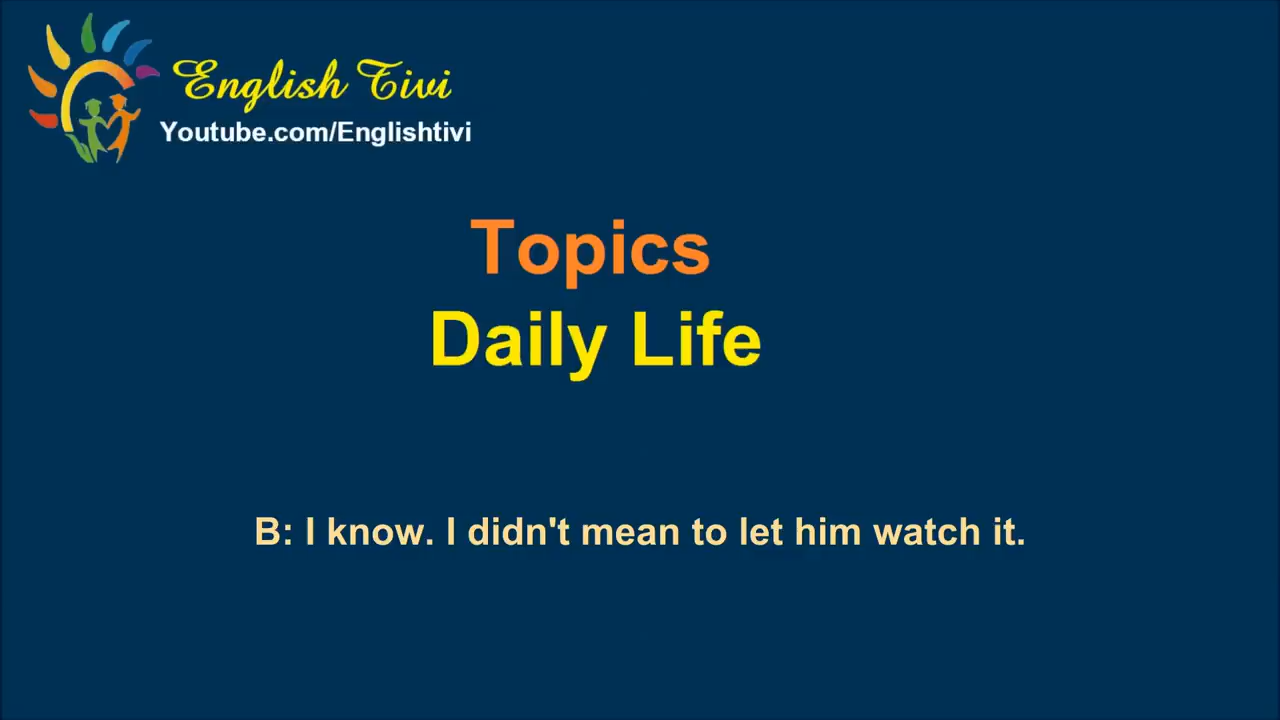 English Tivi
Youtube.com/Englishtivi
Topics
Daily Life
B: I know. I didn't mean to let him watch it.